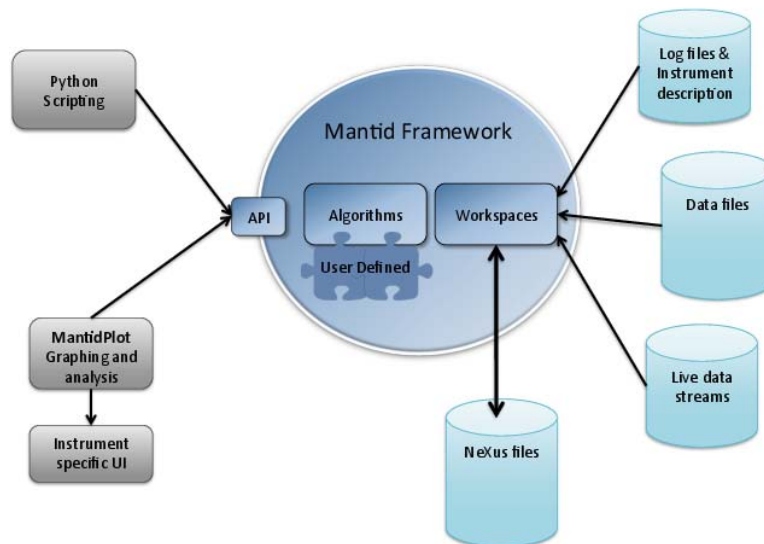 Python
Scripting
Log files &
Instrument
description
Mantid Framework
API
Algorithms
Workspaces
Data files
User Defined
MantidPlot
Graphing and
analysis
Live data
streams
Instrument
specific UI
NeXus files